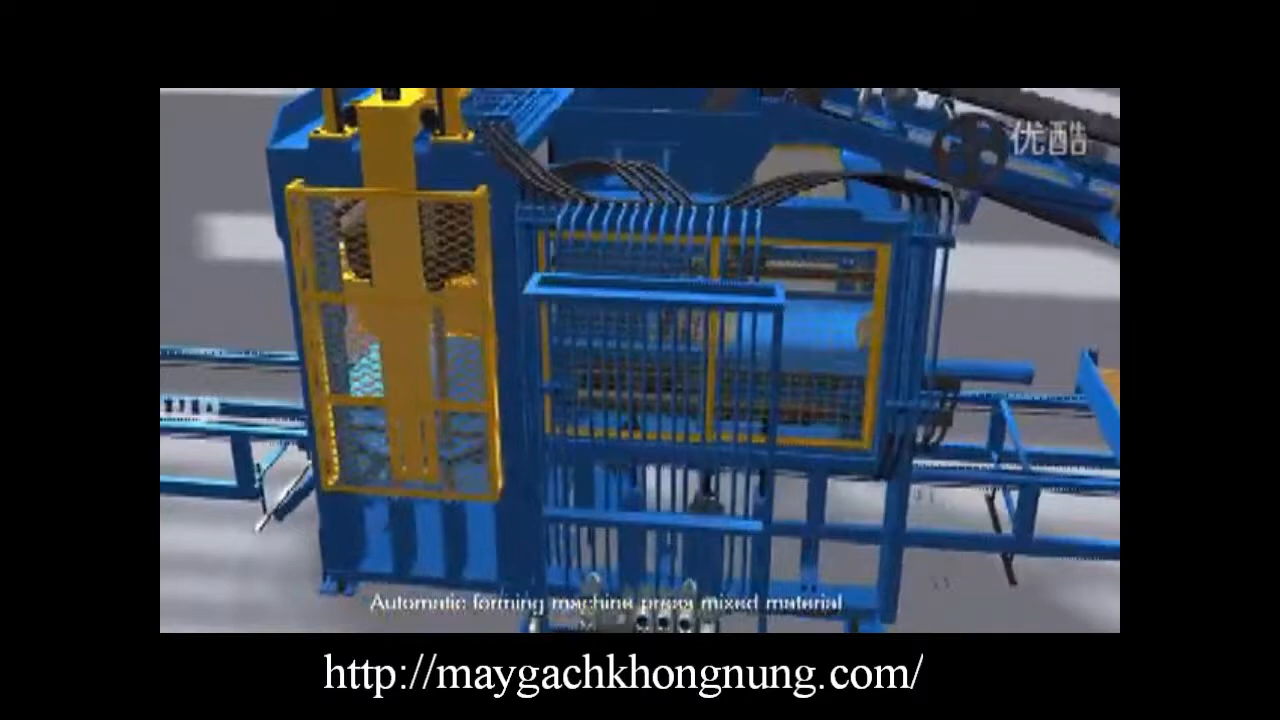 优酷
Automatic forming machine press mixed material
http://maygachkhongnung.com/